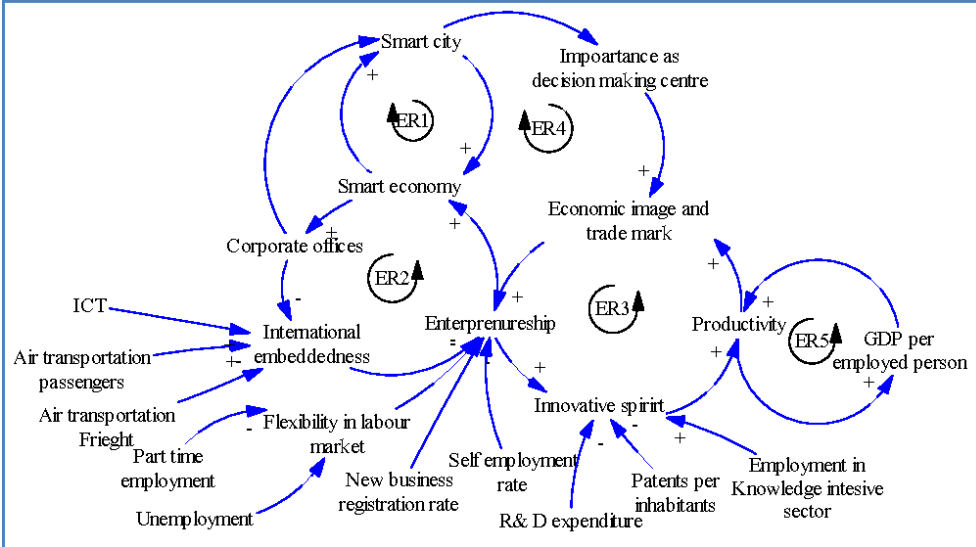 Smart city
Impoartance as
decision making centre
+
ER1
ER4
+
+
Smart economy
Economic image and
trade mark
+
+
Corporate offices
ER2
+
-
ICT
ER3
+
+
International
embeddedness
Enterprenureship
Productivity
ER5
GDP per
employed person
Air transportation
passengers
+-
=
-
+
+
+
Air transportation
Frieght
-
Flexibility in labour
market
Innovative spirirt
Part time
employment
-
-
+
Self employment
rate
New business
registration rate
Patents per
inhabitants
Employment in
Knowledge intesive
sector
Unemployment
R& D expenditure